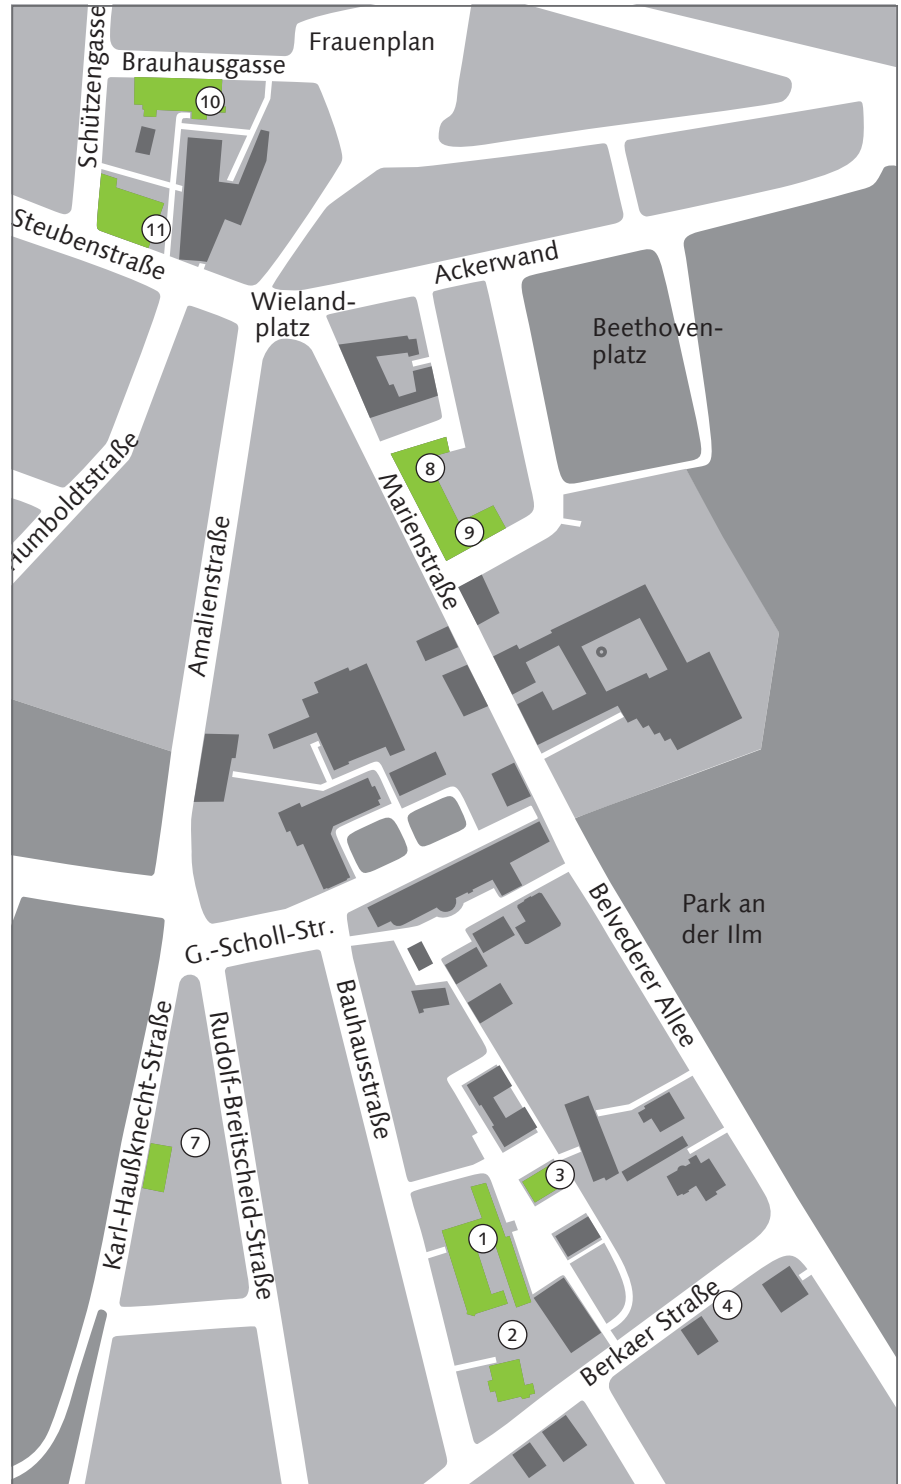 Frauenplan
Brauhausgasse
Schützengasse
10
11
Steubenstraße
Ackerwand
Wieland-
platz
Beethoven-
platz
Humboldtstraße
8
9
Marienstraße
Amalienstraße
Park an
der Ilm
Belvederer Allee
G.-Scholl-Str.
Bauhausstraße
Rudolf-Breitscheid-Straße
Karl-Haußknecht-Straße
7
3
1
2
4
Berkaer Straße